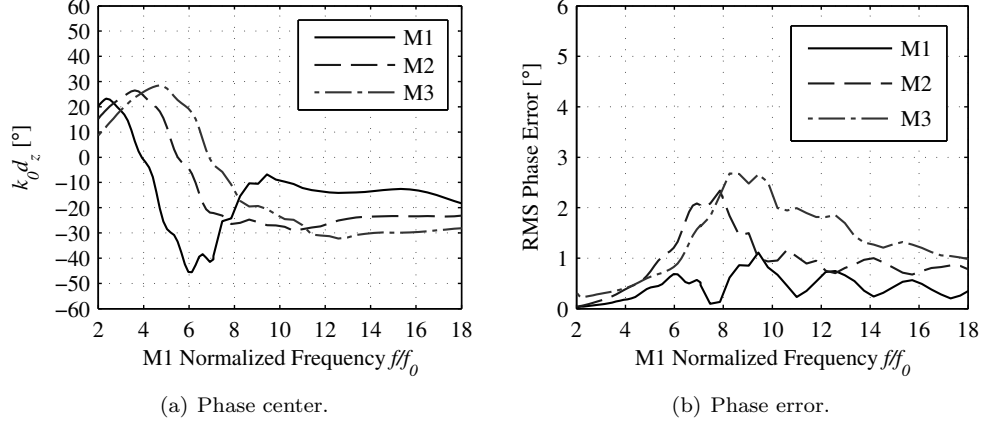 60
50
40
30
20
10
0
−10
−20
−30
−40
−50
−60
k0dz [°]
2 4 6 8 10 12 14 16 18
M1 Normalized Frequency f/f0
M1
M2
M3
(a) Phase center.
6
5
4
3
2
1
0
RMS Phase Error [°]
2 4 6 8 10 12 14 16 18
M1 Normalized Frequency f/f0
M1
M2
M3
(b) Phase error.